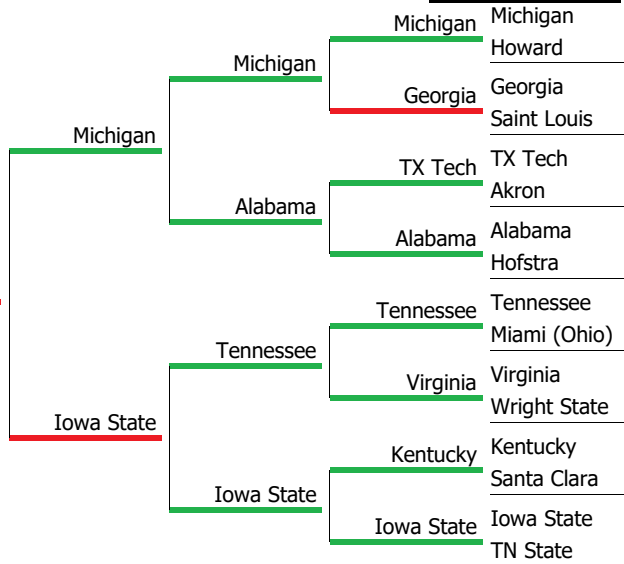 Michigan
Howard
Georgia
Saint Louis
TX Tech
Akron
Alabama
Hofstra
Tennessee
Miami (Ohio)
Virginia
Wright State
Kentucky
Santa Clara
Iowa State
TN State
Michigan
Georgia
TX Tech
Alabama
Tennessee
Virginia
Kentucky
Iowa State
Michigan
Alabama
Tennessee
Iowa State
Michigan
Iowa State